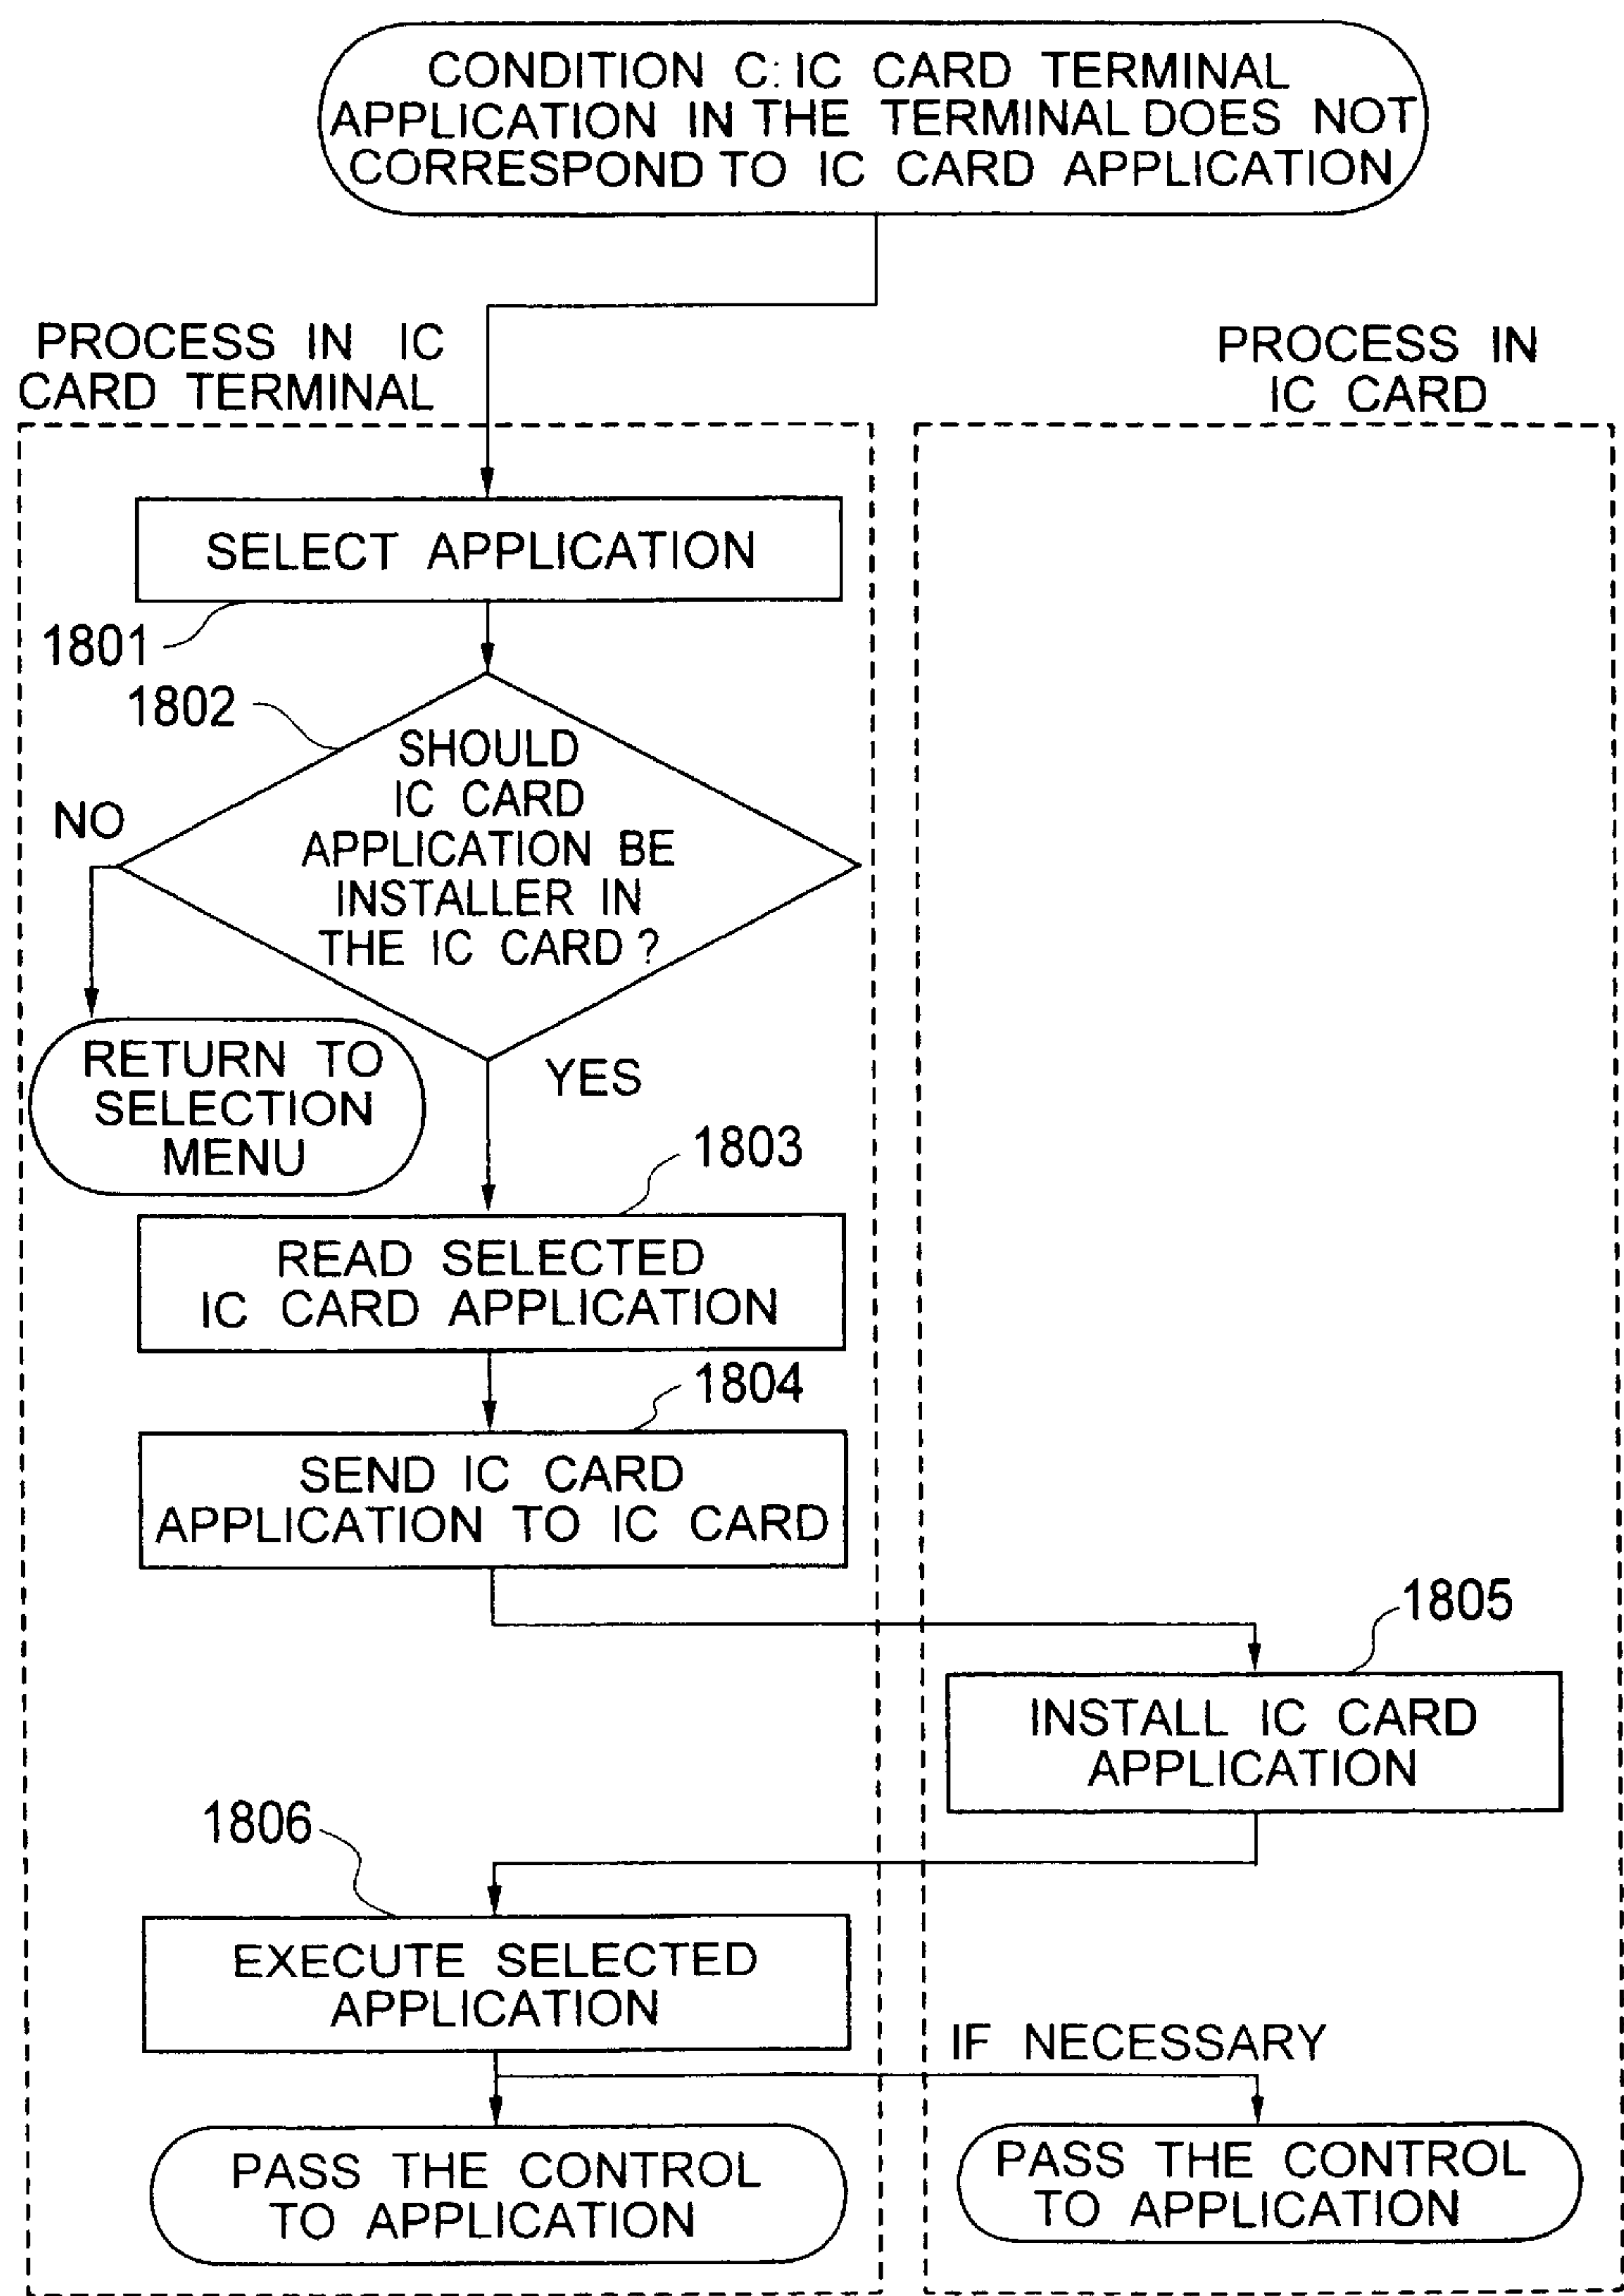 CONDITION C: IC CARD TERMINAL
APPLICATION IN THE TERMINAL DOES NOT
CORRESPOND TO IC CARD APPLICATION
PROCESS IN IC
CARD TERMINAL
PROCESS IN
IC CARD
SELECT APPLICATION
1801
1802
SHOULD
IC CARD
APPLICATION BE
INSTALLER IN
THE IC CARD ?
NO
RETURN TO
SELECTION
MENU
YES
1803
READ SELECTED
IC CARD APPLICATION
1804
SEND IC CARD
APPLICATION TO IC CARD
1805
INSTALL IC CARD
APPLICATION
1806
EXECUTE SELECTED
APPLICATION
IF NECESSARY
PASS THE CONTROL
TO APPLICATION
PASS THE CONTROL
TO APPLICATION